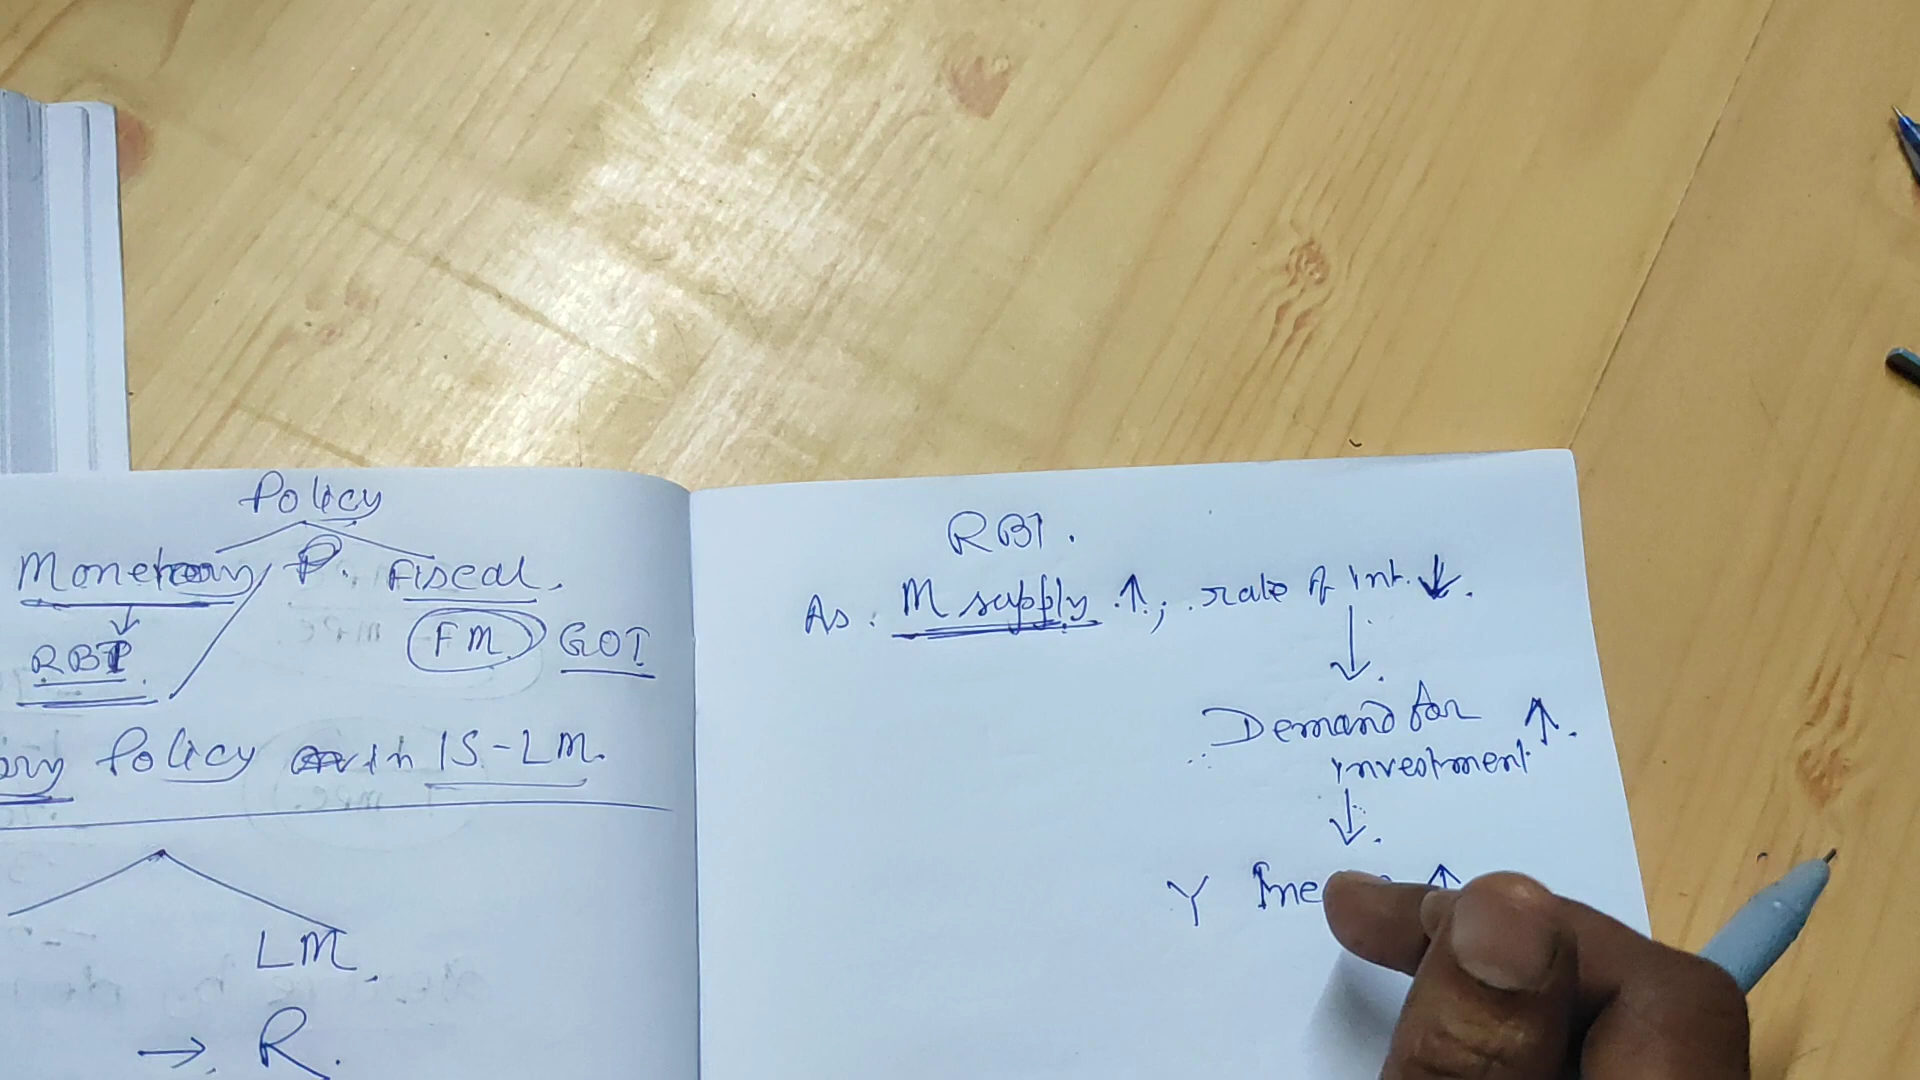 Policy
Monetary P. Fiscal.
RBI FM GOI
Policy in IS-LM.
LM.
→ R.
RBI.
As. M supply ↑, rate of int. ↓.
Demand for ↑.
investment
Y ↑